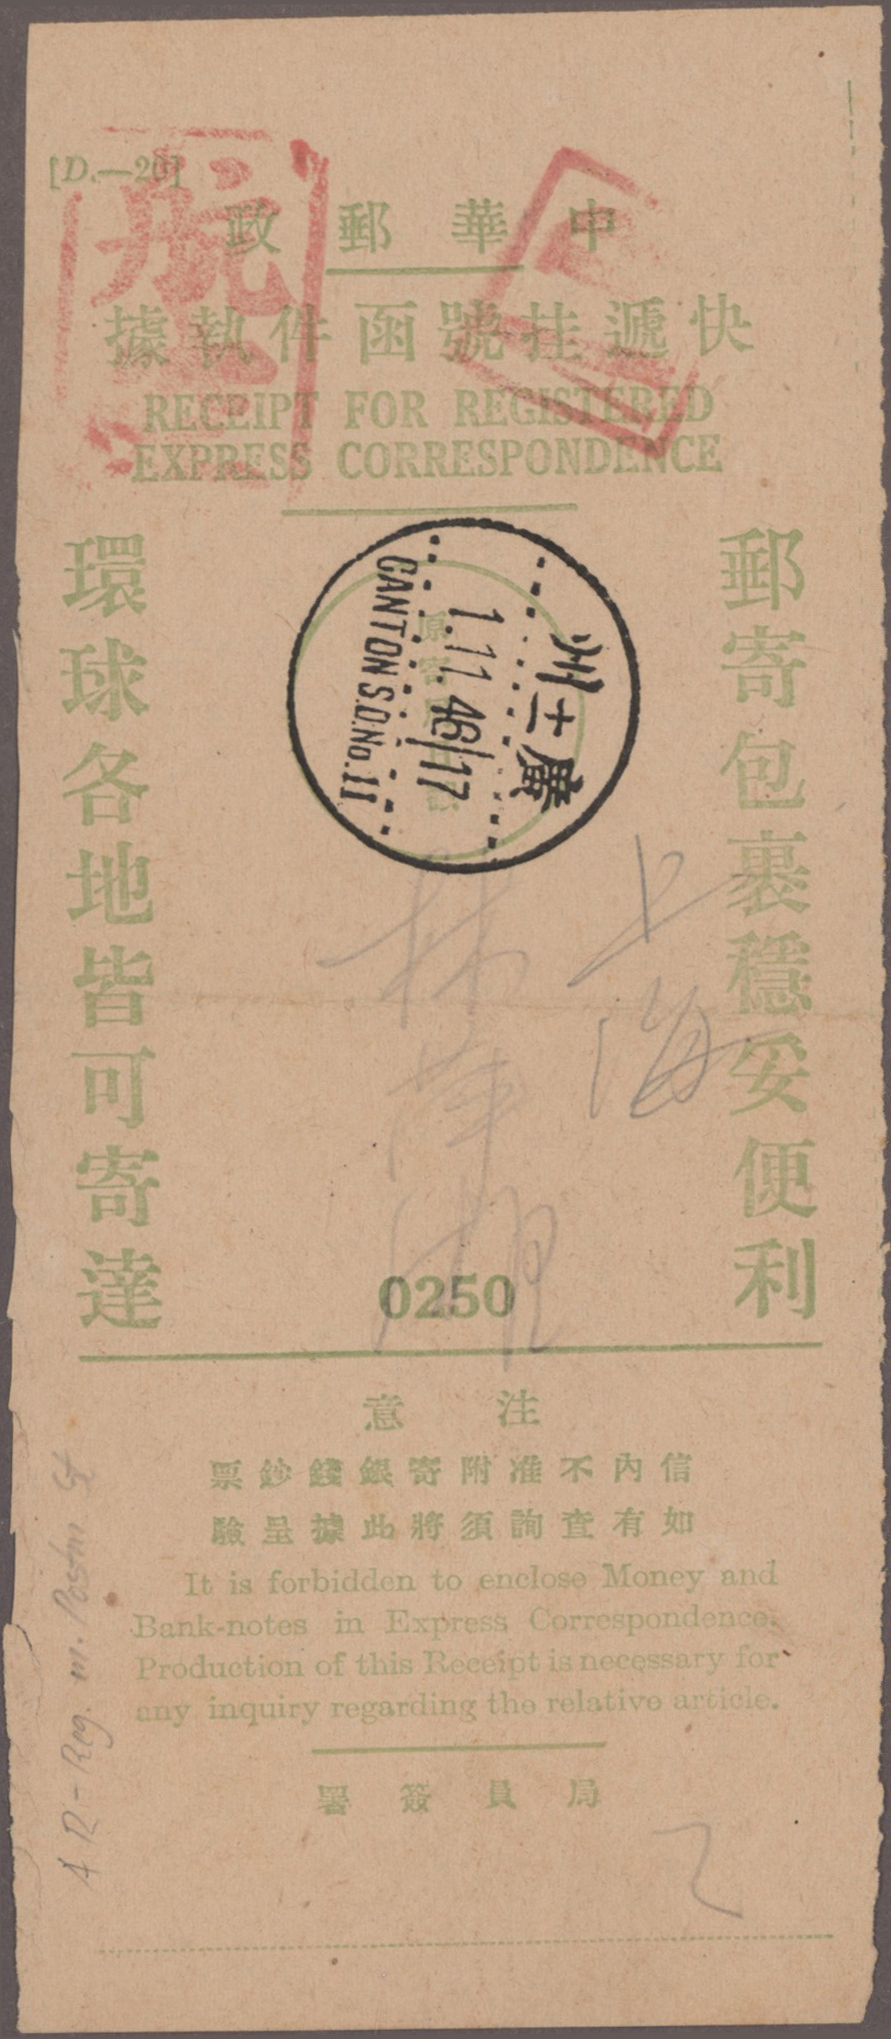 [D.—20]
政郵華中
據執件函號挂遞快
RECEIPT FOR REGISTERED
EXPRESS CORRESPONDENCE
郵寄包裹穩妥便利
環球各地皆可寄達
州士廣
1.11.46/17
CANTON S.O.No.11
上海
林
0250
意注
票鈔錢銀寄附准不內信
驗呈據此將須詢查有如
It is forbidden to enclose Money and
Bank-notes in Express Correspondence.
Production of this Receipt is necessary for
any inquiry regarding the relative article.
署簽員局